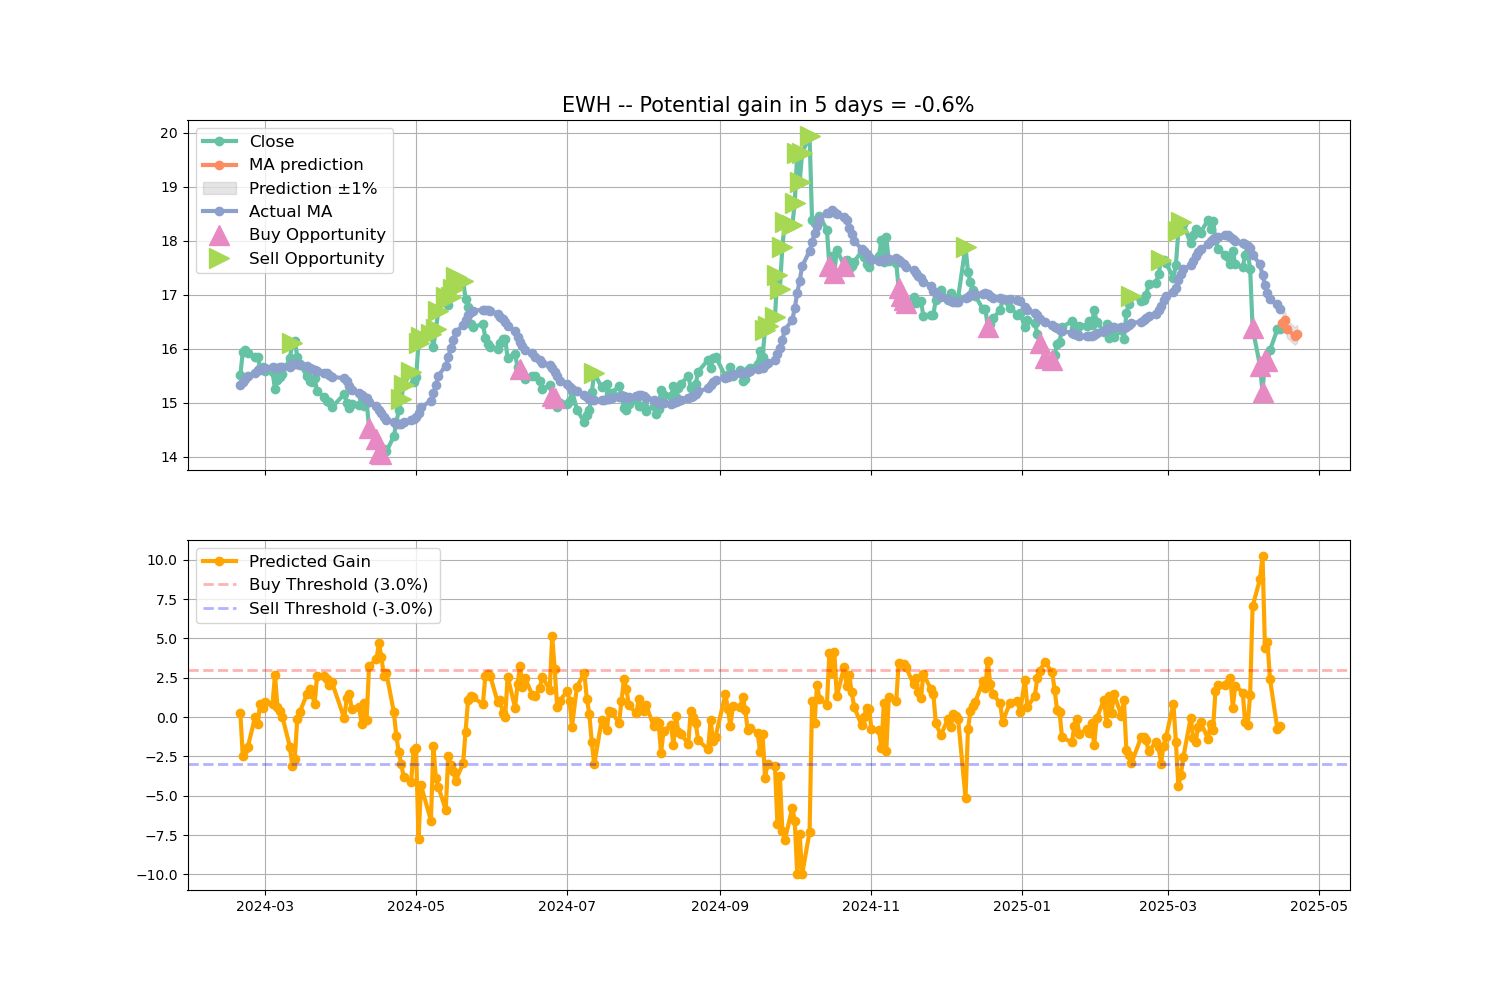 EWH -- Potential gain in 5 days = -0.6%
20
19
18
17
16
15
14
Close
MA prediction
Prediction ±1%
Actual MA
Buy Opportunity
Sell Opportunity
10.0
7.5
5.0
2.5
0.0
−2.5
−5.0
−7.5
−10.0
Predicted Gain
Buy Threshold (3.0%)
Sell Threshold (-3.0%)
2024-03
2024-05
2024-07
2024-09
2024-11
2025-01
2025-03
2025-05